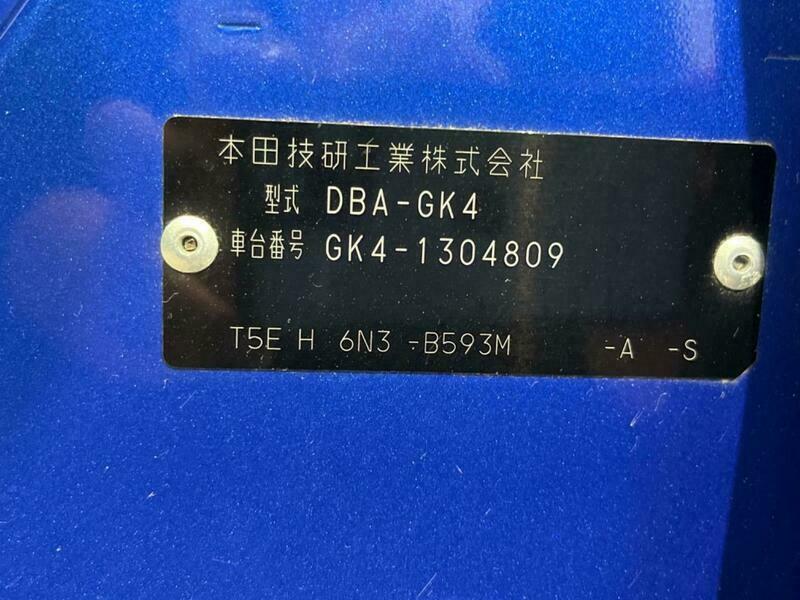 本田技研工業株式会社
型式 DBA-GK4
車台番号 GK4-1304809
T5E H 6N3 -B593M -A -S